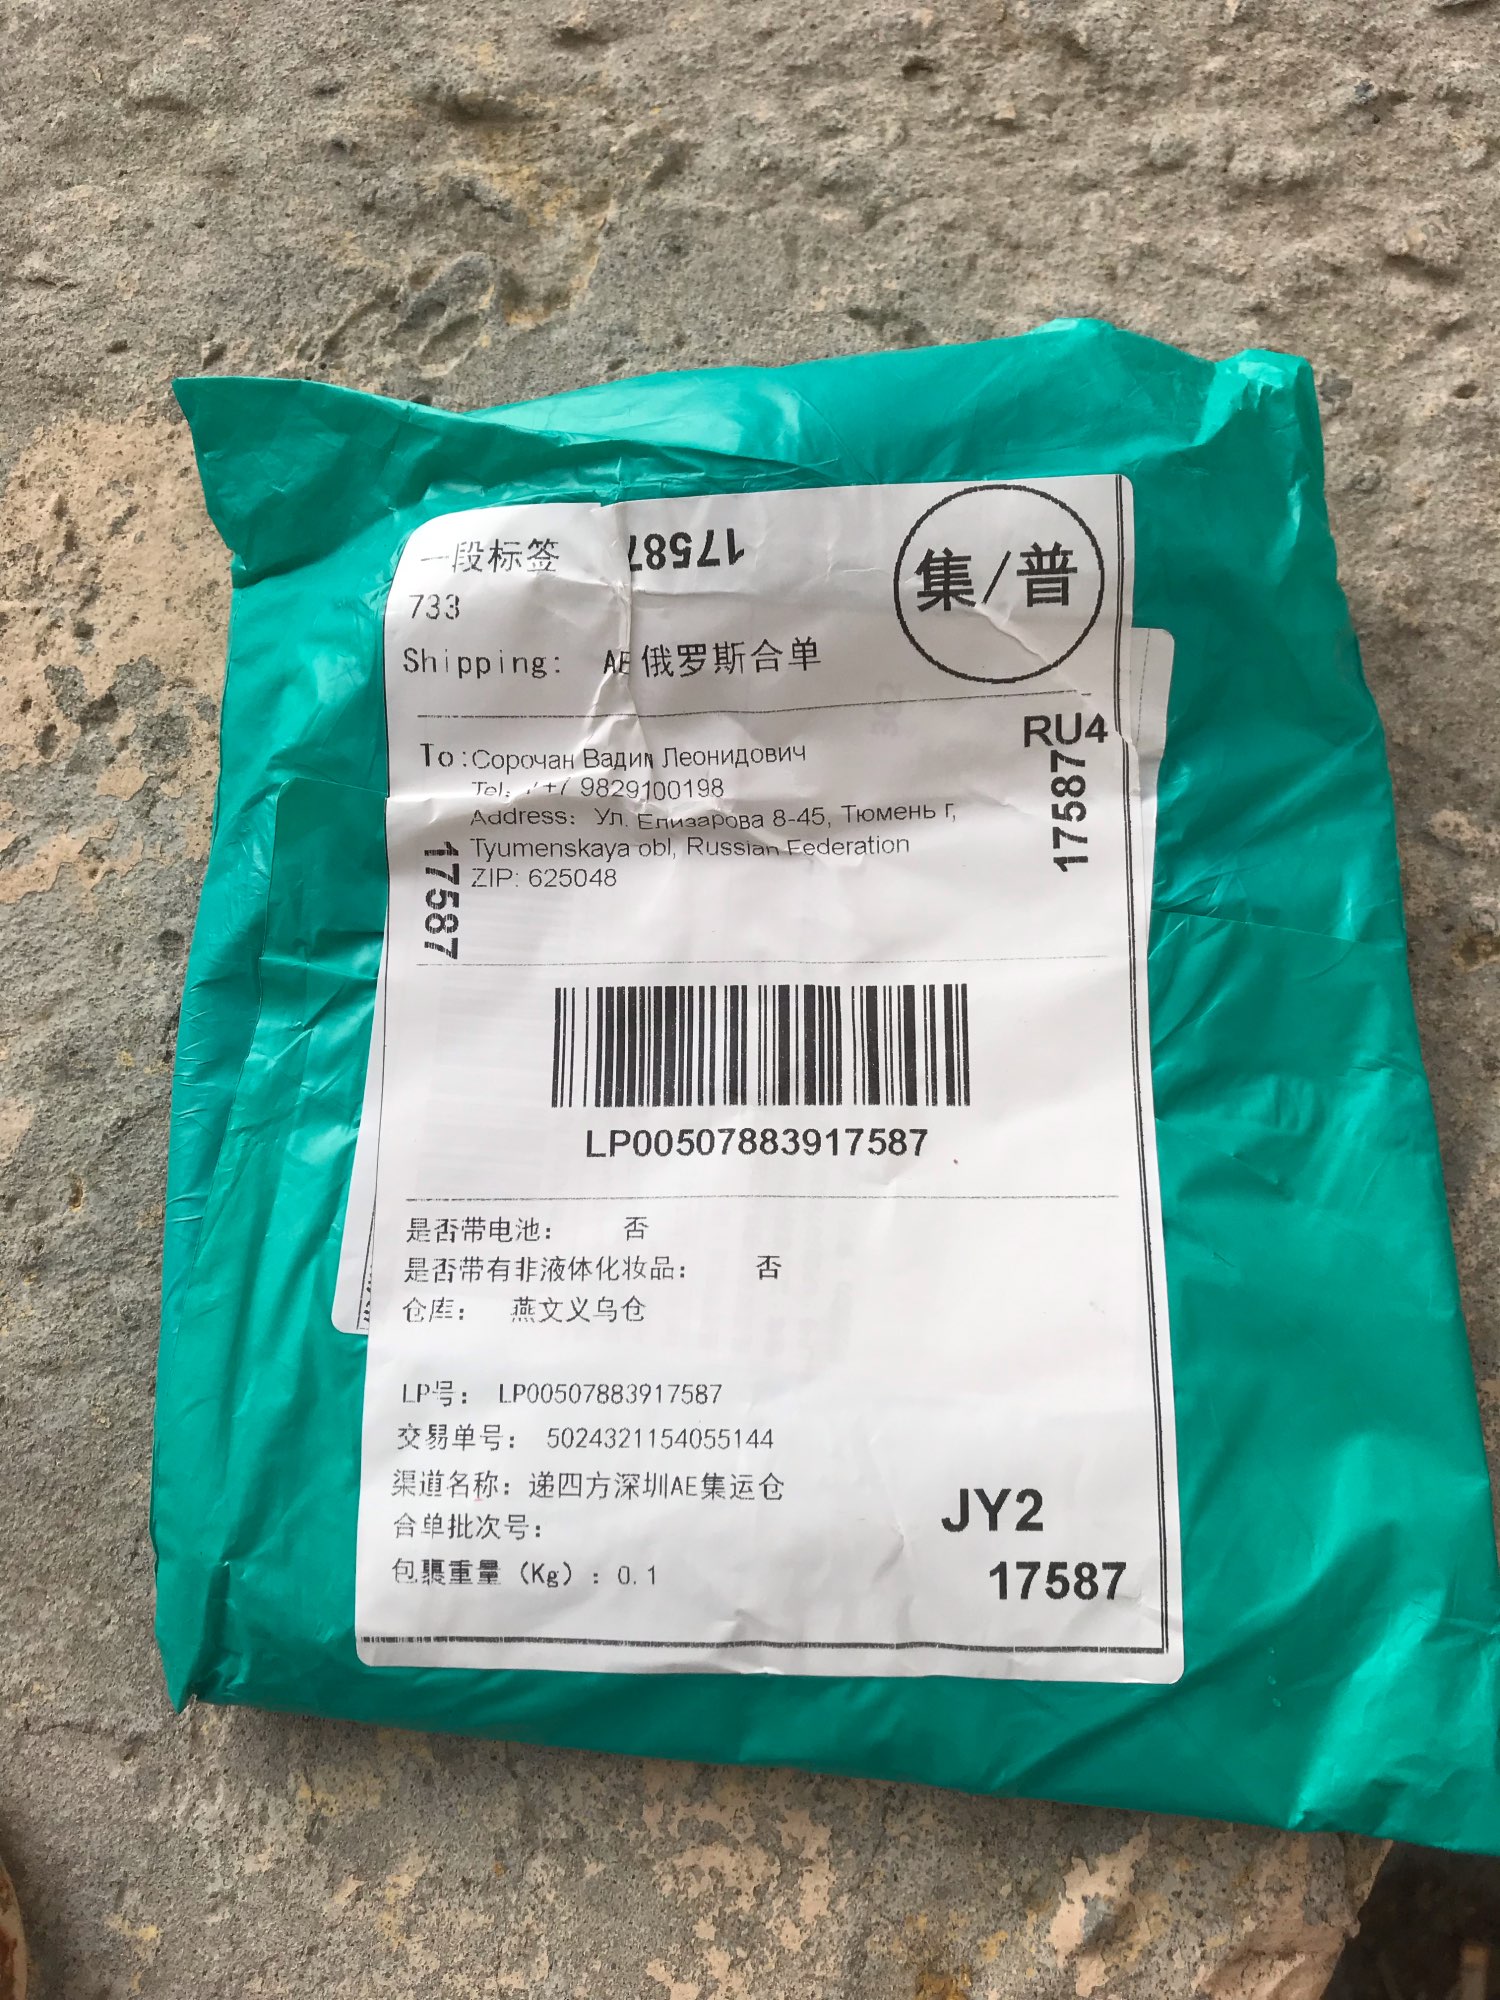 一段标签
17587
集/普
733
Shipping: AE 俄罗斯合单
RU4
17587
To: Сорочан Вадим Леонидович
Tel: +7 9829100198
Address: Ул. Елизарова 8-45, Тюмень г,
Tyumenskaya obl, Russian Federation
ZIP: 625048
17587
LP00507883917587
是否带电池： 否
是否带有非液体化妆品： 否
仓库： 燕文义乌仓
LP号： LP00507883917587
交易单号： 5024321154055144
渠道名称：递四方深圳AE集运仓
合单批次号：
包裹重量（Kg）：0.1
JY2
17587